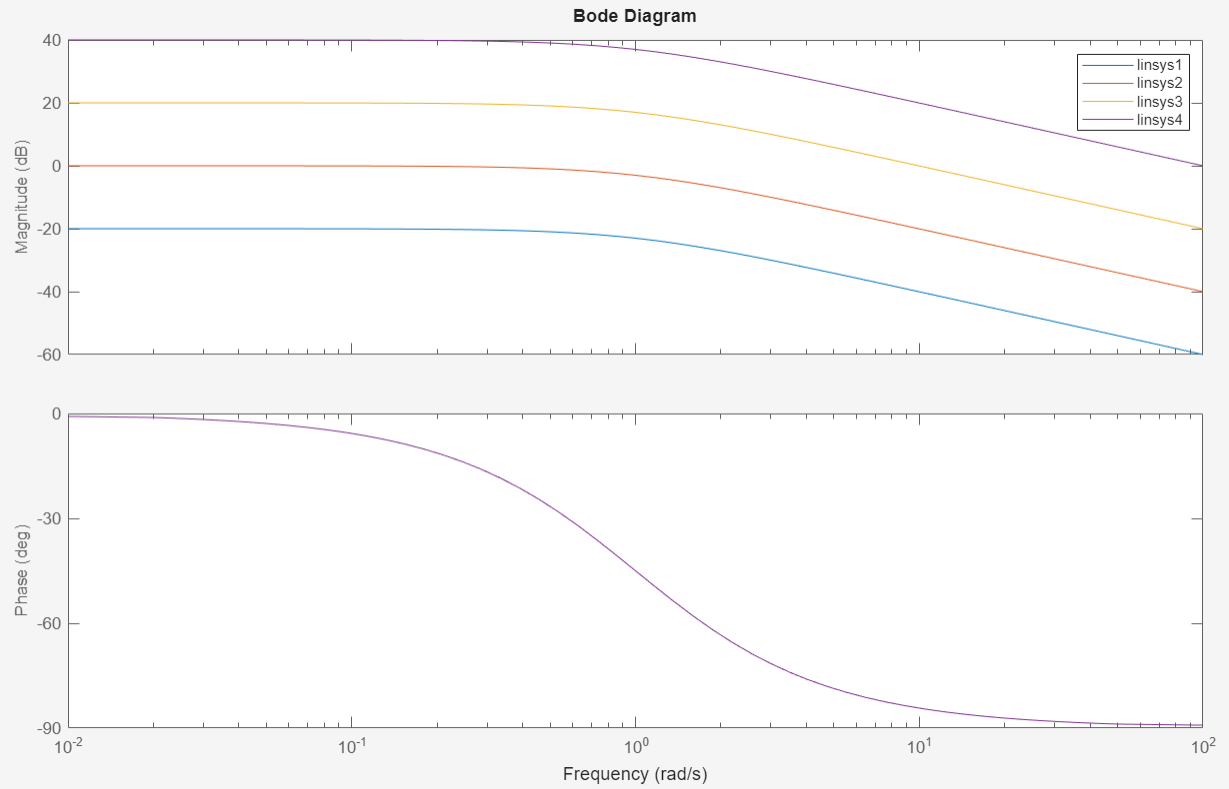 Bode Diagram
linsys1
linsys2
linsys3
linsys4
Magnitude (dB)
40
20
0
-20
-40
-60
Phase (deg)
0
-30
-60
-90
10⁻²
10⁻¹
10⁰
10¹
10²
Frequency (rad/s)